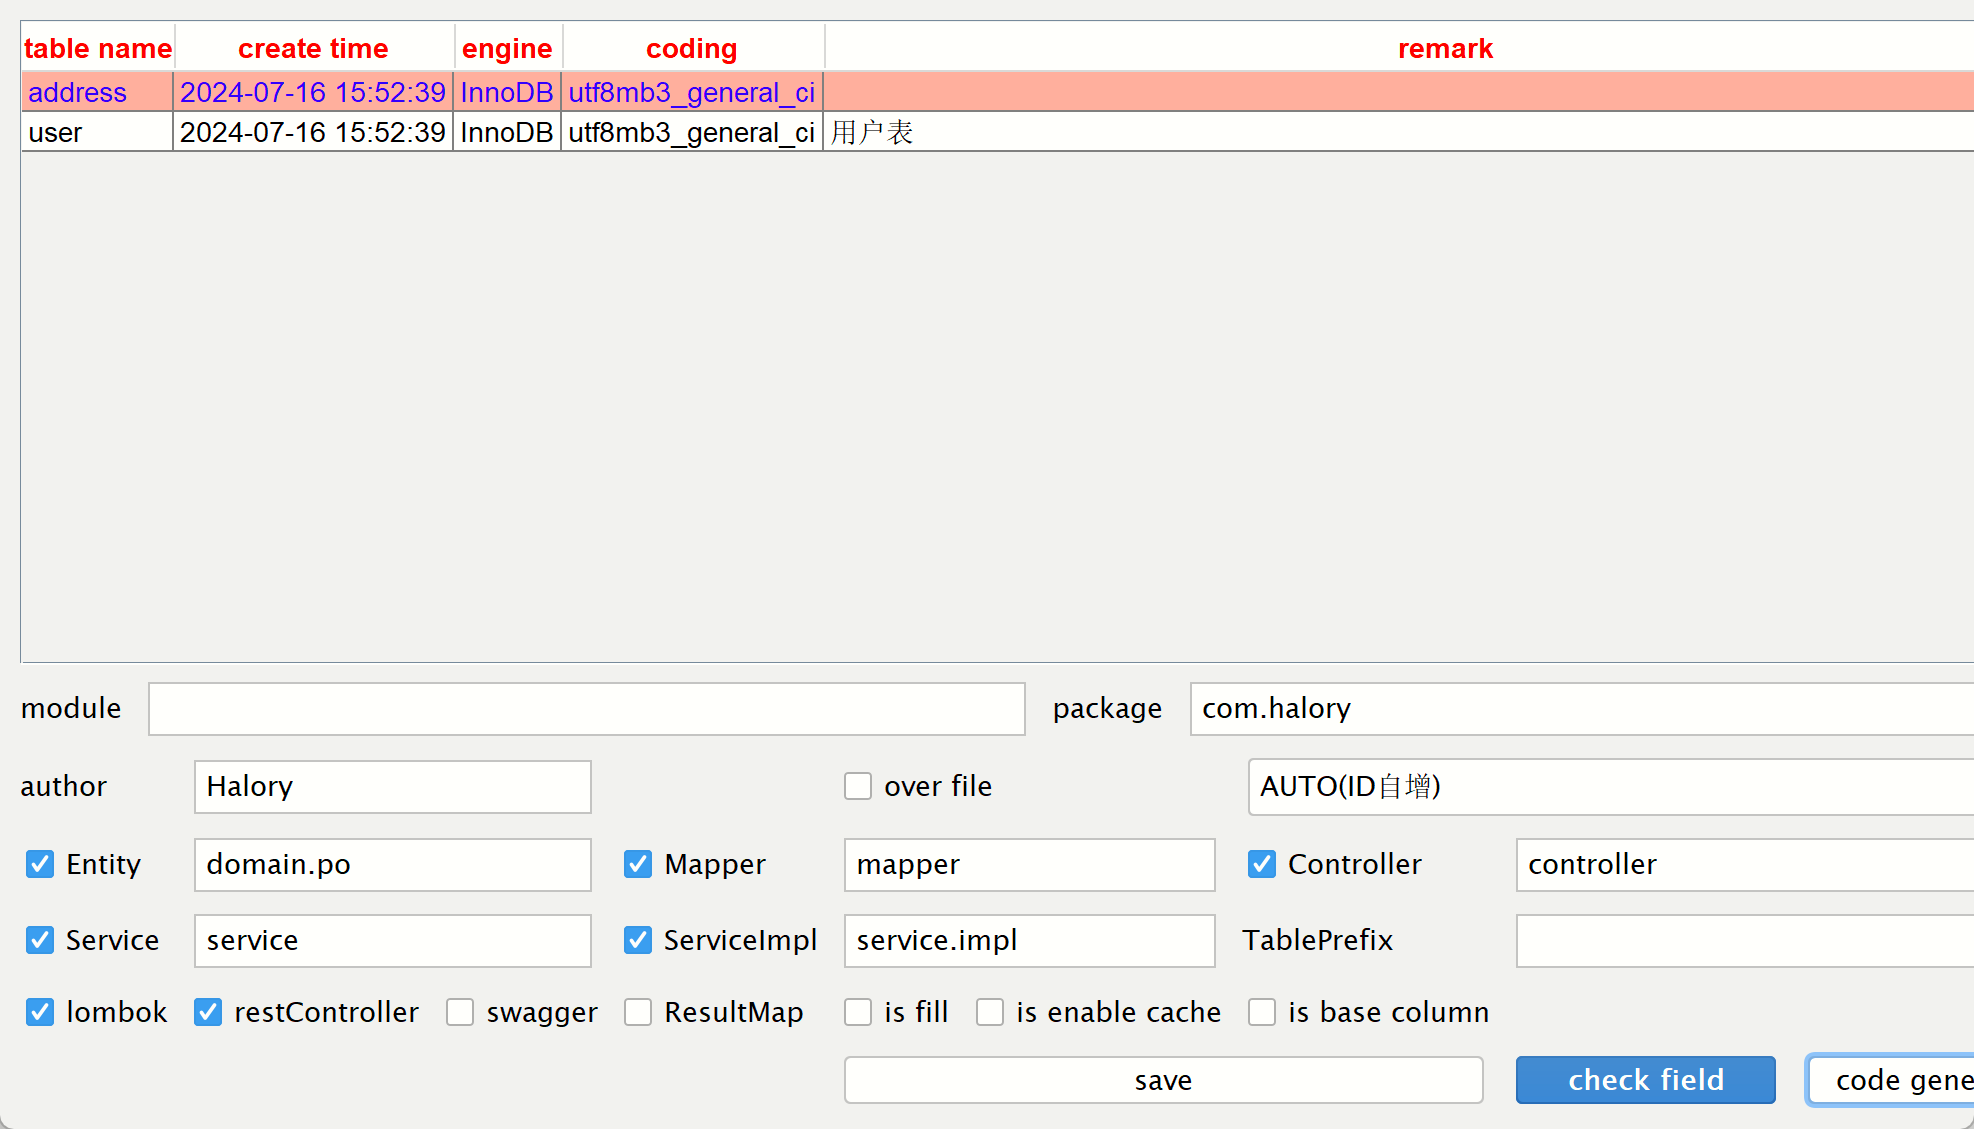 table name create time engine coding remark
address 2024-07-16 15:52:39 InnoDB utf8mb3_general_ci
user 2024-07-16 15:52:39 InnoDB utf8mb3_general_ci 用户表
module package com.halory
author Halory over file AUTO(ID自增)
Entity domain.po Mapper mapper Controller controller
Service service ServiceImpl service.impl TablePrefix
lombok restController swagger ResultMap is fill is enable cache is base column
save check field code gene